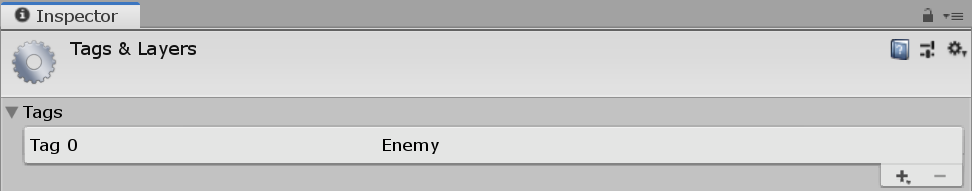 Inspector
Tags & Layers
Tags
Tag 0 Enemy